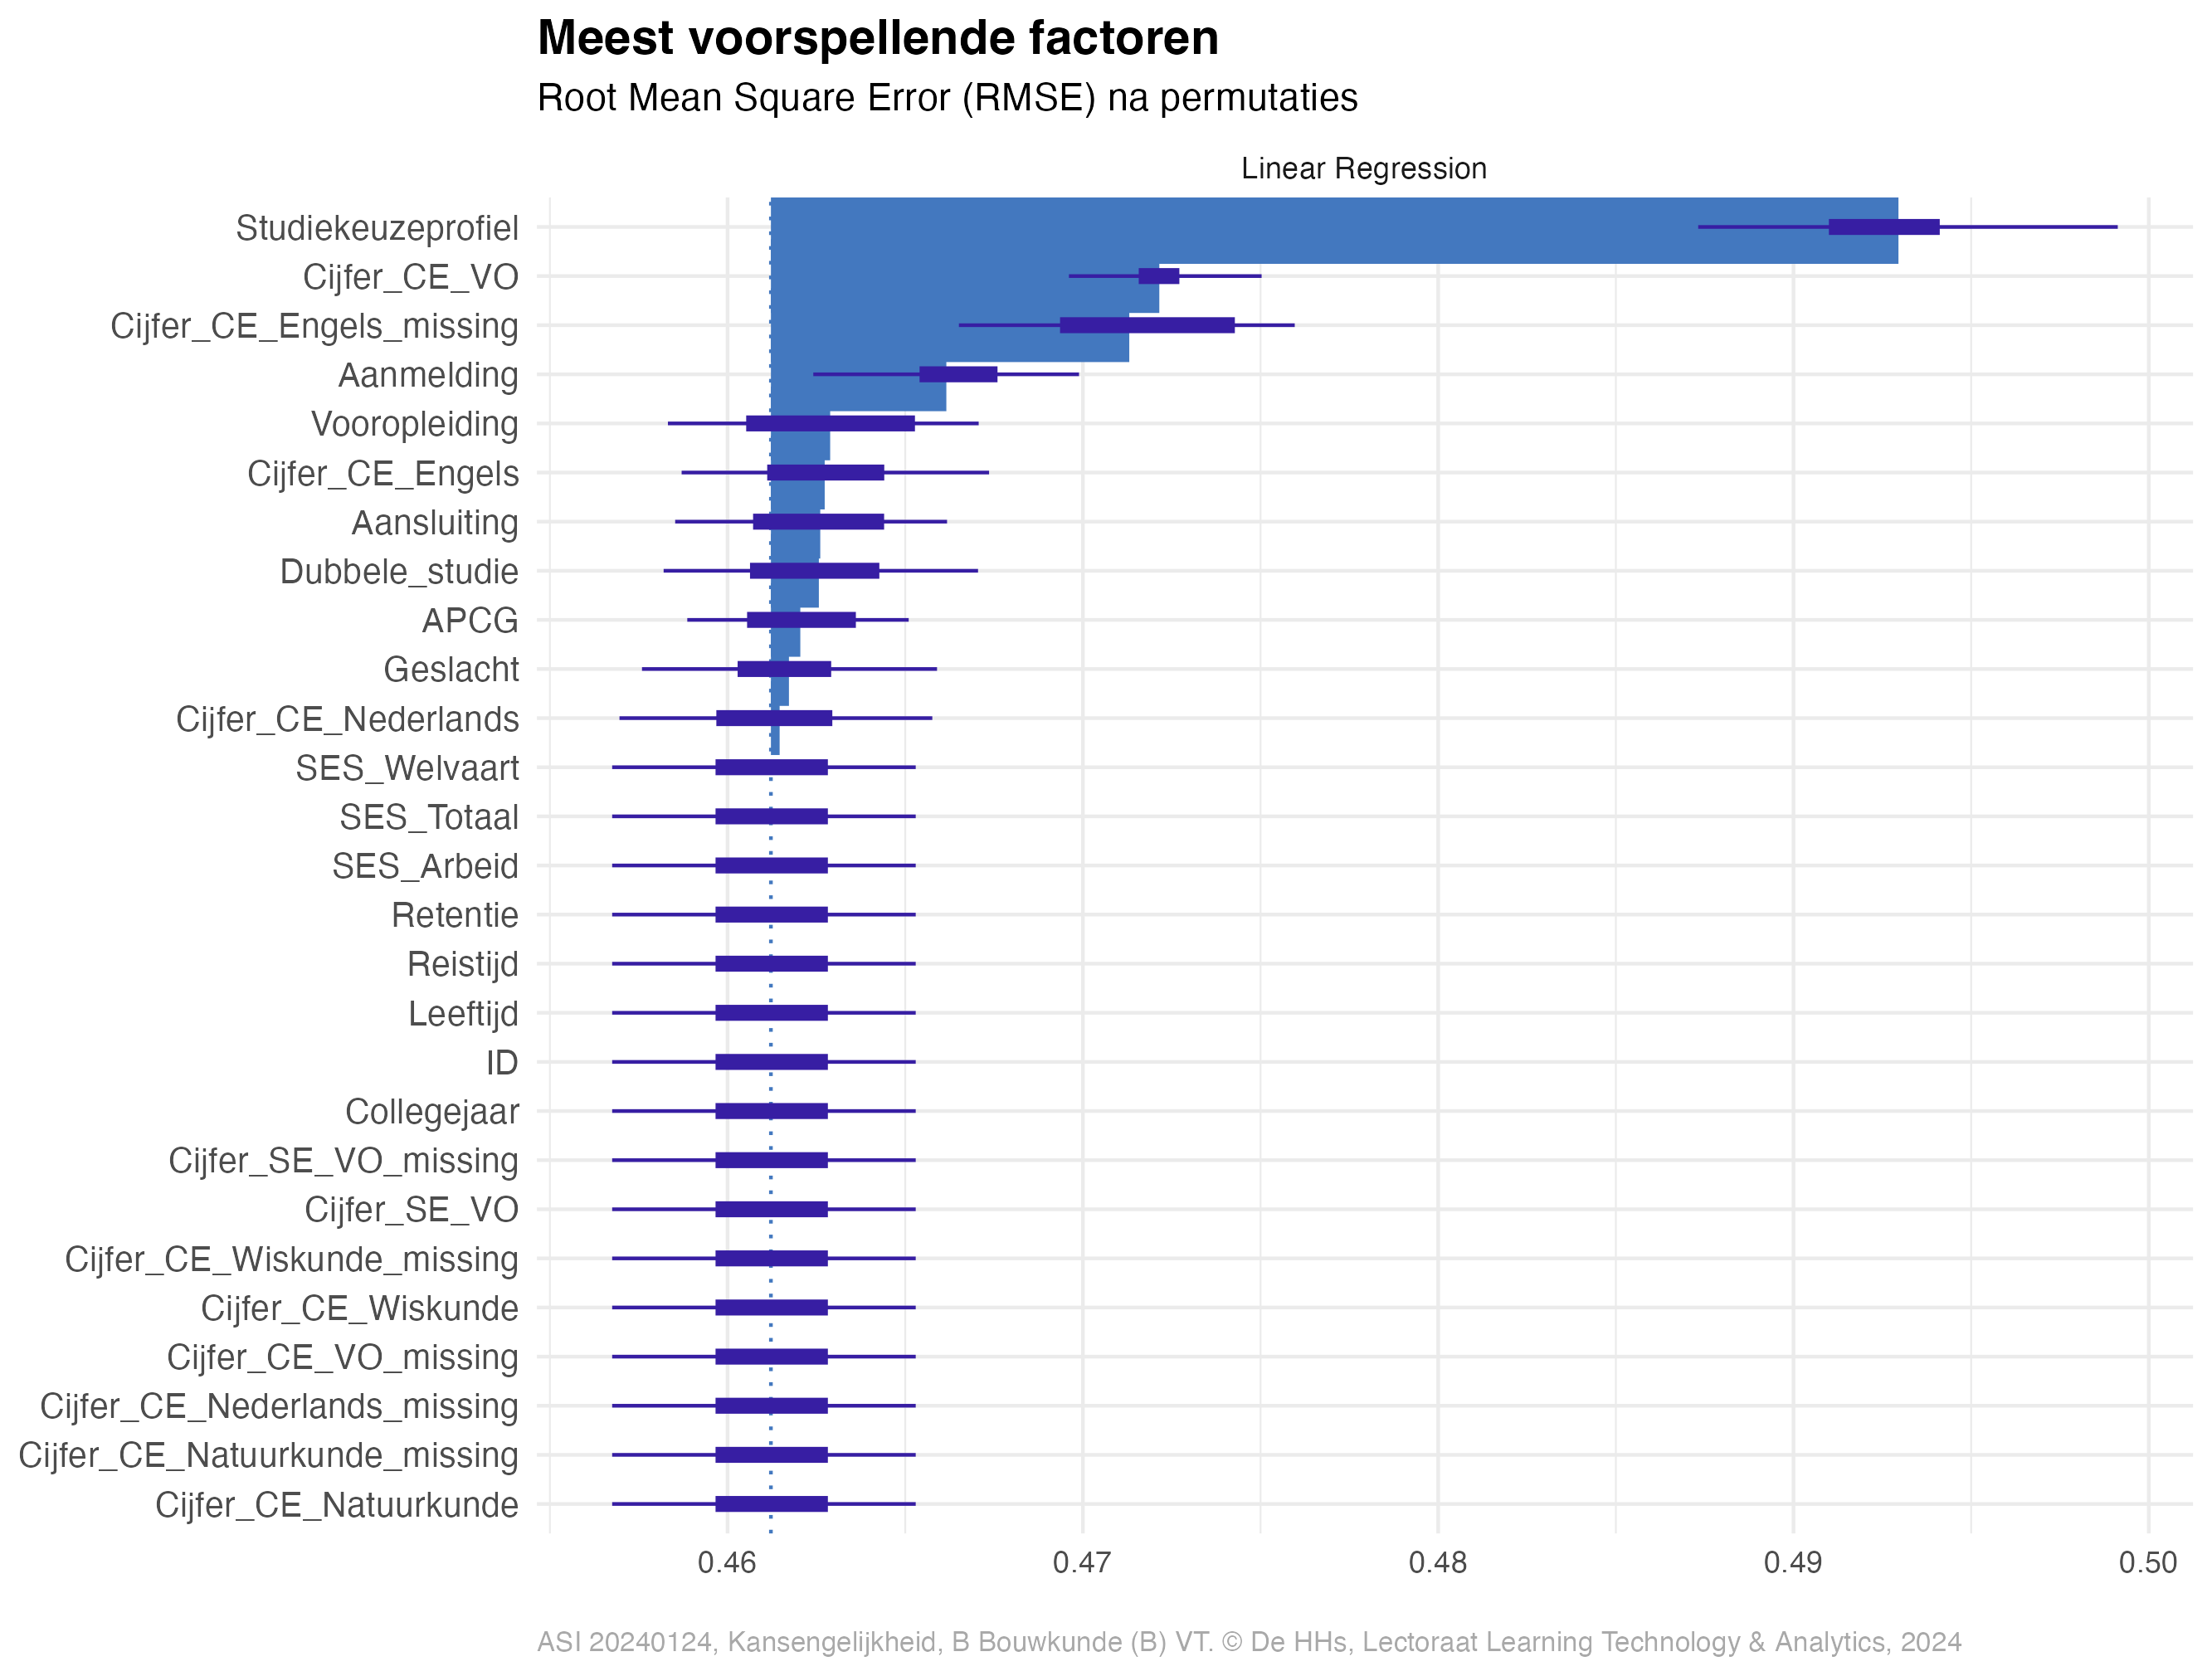 Meest voorspellende factoren
Root Mean Square Error (RMSE) na permutaties
Linear Regression
Studiekeuzeprofiel
Cijfer_CE_VO
Cijfer_CE_Engels_missing
Aanmelding
Vooropleiding
Cijfer_CE_Engels
Aansluiting
Dubbele_studie
APCG
Geslacht
Cijfer_CE_Nederlands
SES_Welvaart
SES_Totaal
SES_Arbeid
Retentie
Reistijd
Leeftijd
ID
Collegejaar
Cijfer_SE_VO_missing
Cijfer_SE_VO
Cijfer_CE_Wiskunde_missing
Cijfer_CE_Wiskunde
Cijfer_CE_VO_missing
Cijfer_CE_Nederlands_missing
Cijfer_CE_Natuurkunde_missing
Cijfer_CE_Natuurkunde
0.46 0.47 0.48 0.49 0.50
ASI 20240124, Kansengelijkheid, B Bouwkunde (B) VT. © De HHs, Lectoraat Learning Technology & Analytics, 2024